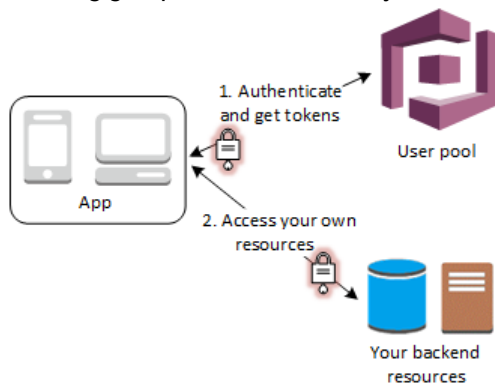 1. Authenticate
and get tokens
User pool
App
2. Access your own
resources
Your backend
resources